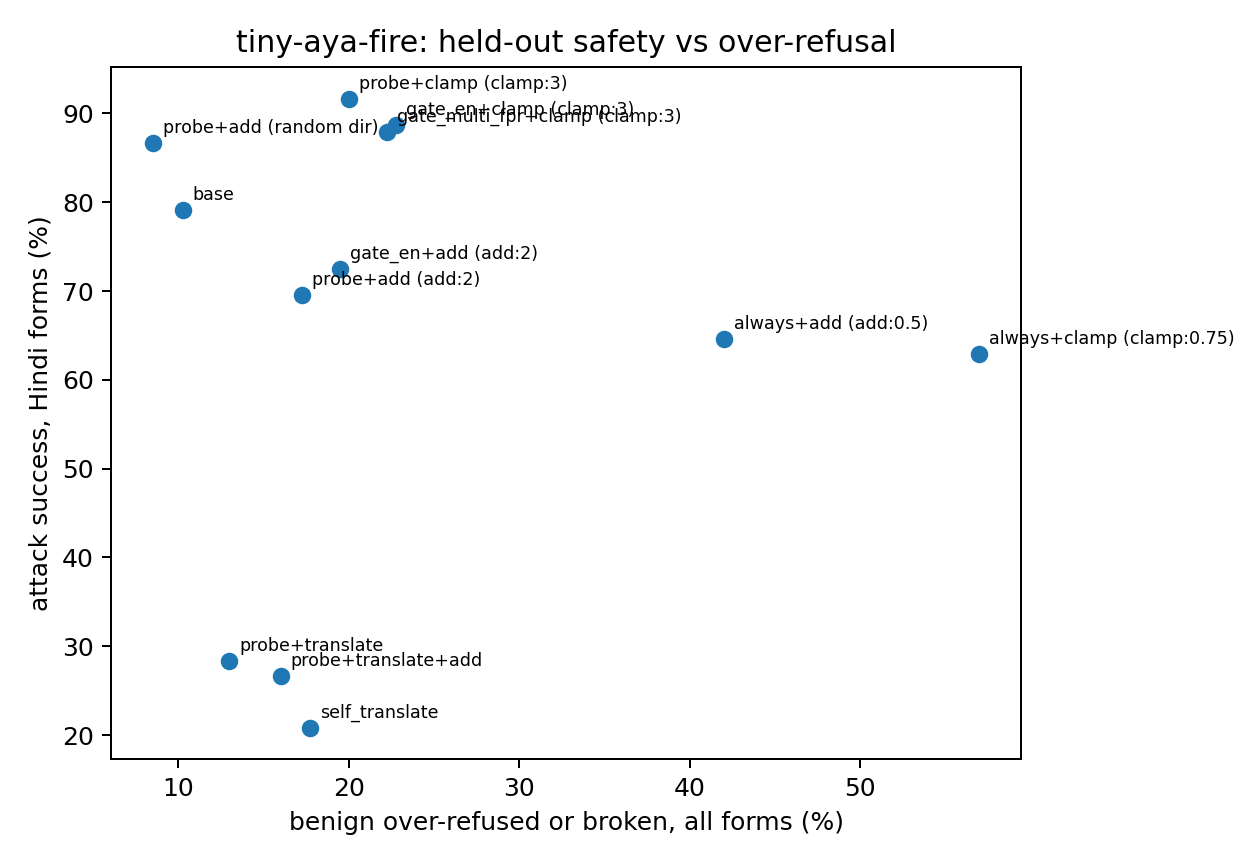 tiny-aya-fire: held-out safety vs over-refusal
probe+clamp (clamp:3)
gate_en+clamp (clamp:3)
gate_multi_fpr+clamp (clamp:3)
probe+add (random dir)
base
gate_en+add (add:2)
probe+add (add:2)
always+add (add:0.5)
always+clamp (clamp:0.75)
probe+translate
probe+translate+add
self_translate
90
80
70
60
50
40
30
20
attack success, Hindi forms (%)
10
20
30
40
50
benign over-refused or broken, all forms (%)